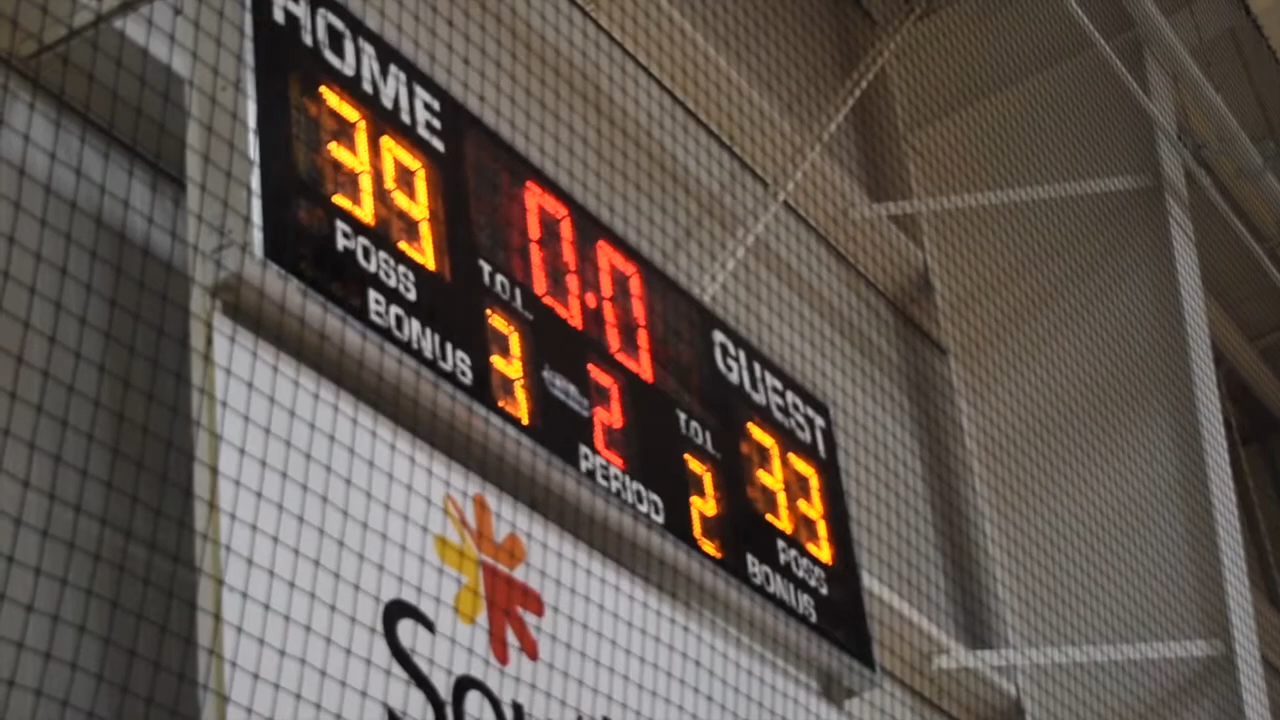 HOME
39
0:0
POSS
T.O.L.
BONUS
3
2
PERIOD
GUEST
T.O.L.
33
2
POSS
BONUS